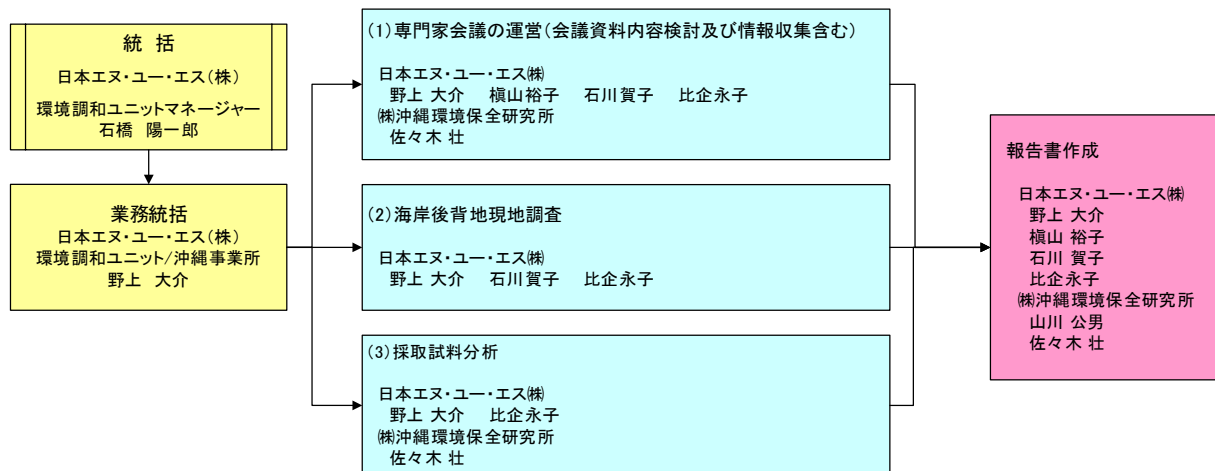 統 括
日本エヌ・ユー・エス(株)
環境調和ユニットマネージャー
石橋 陽一郎
業務統括
日本エヌ・ユー・エス(株)
環境調和ユニット/沖縄事業所
野上 大介
(1)専門家会議の運営(会議資料内容検討及び情報収集含む)
日本エヌ・ユー・エス㈱
野上 大介 槇山裕子 石川賀子 比企永子
㈱沖縄環境保全研究所
佐々木 壮
(2)海岸後背地現地調査
日本エヌ・ユー・エス㈱
野上 大介 石川賀子 比企永子
(3)採取試料分析
日本エヌ・ユー・エス㈱
野上 大介 比企永子
㈱沖縄環境保全研究所
佐々木 壮
報告書作成
日本エヌ・ユー・エス㈱
野上 大介
槇山 裕子
石川 賀子
比企永子
㈱沖縄環境保全研究所
山川 公男
佐々木 壮